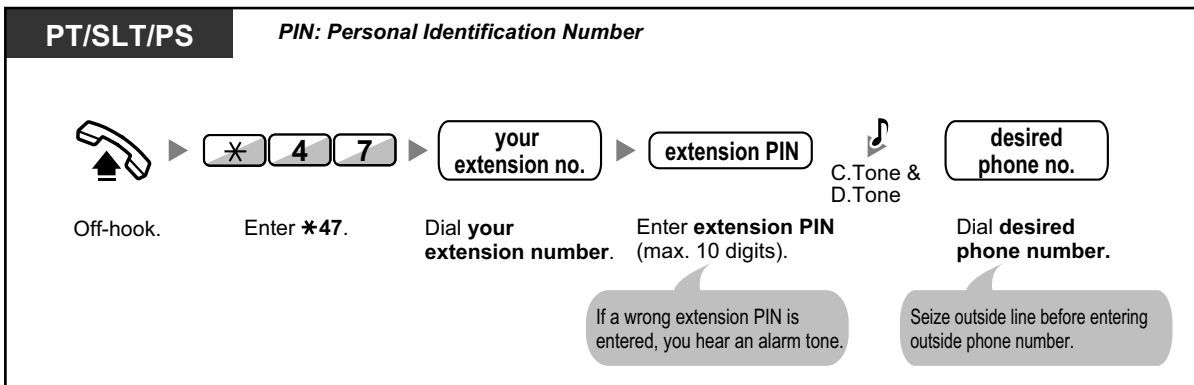 PT/SLT/PS
PIN: Personal Identification Number
✳ 4 7
your
extension no.
extension PIN
C.Tone &
D.Tone
desired
phone no.
Off-hook.
Enter ✳47.
Dial your
extension number.
Enter extension PIN
(max. 10 digits).
Dial desired
phone number.
If a wrong extension PIN is
entered, you hear an alarm tone.
Seize outside line before entering
outside phone number.